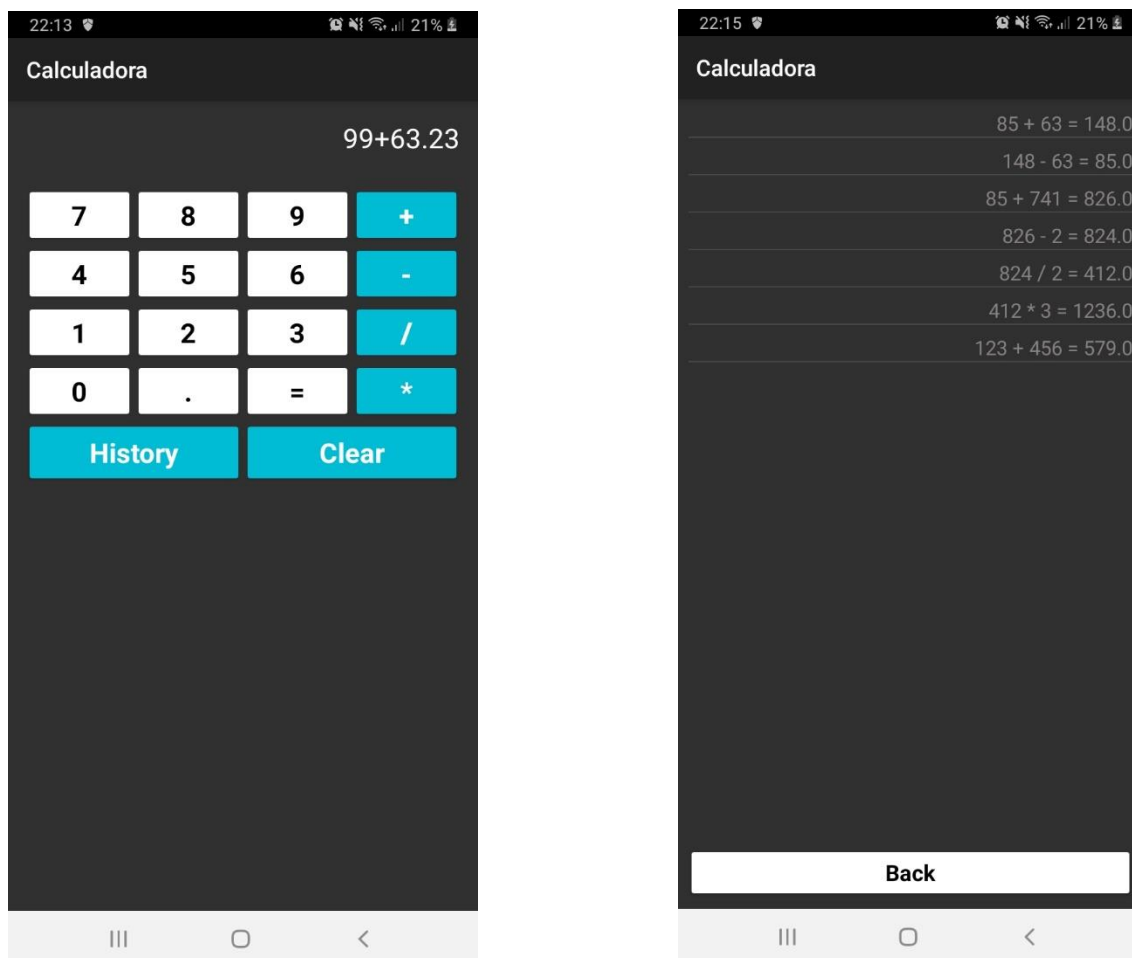 22:13 21%
Calculadora
99+63.23
7 8 9 +
4 5 6 -
1 2 3 /
0 . = *
History Clear
22:15 21%
Calculadora
85 + 63 = 148.0
148 - 63 = 85.0
85 + 741 = 826.0
826 - 2 = 824.0
824 / 2 = 412.0
412 * 3 = 1236.0
123 + 456 = 579.0
Back